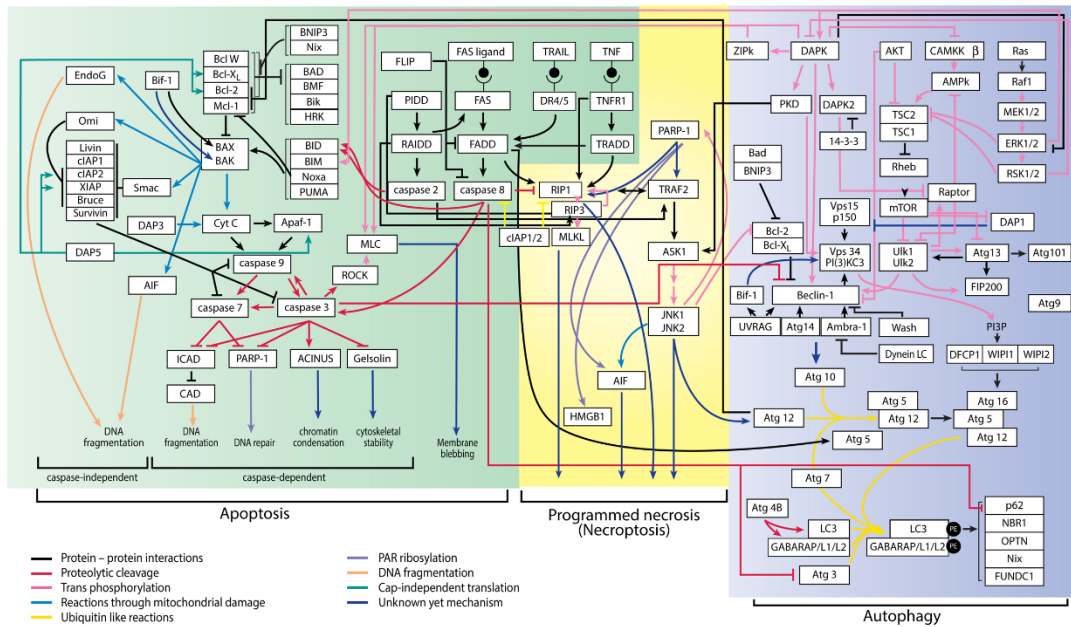 FAS ligand
TRAIL
TNF
BNIP3
Nix
FLIP
ZIPk
DAPK
AKT
CAMKK β
Ras
Bcl W
Bcl-XL
Bcl-2
Mcl-1
EndoG
Bif-1
BAD
BMF
Bik
HRK
AMPk
Raf1
PIDD
FAS
DR4/5
TNFR1
PKD
DAPK2
TSC2
TSC1
MEK1/2
Omi
PARP-1
14-3-3
ERK1/2
Livin
cIAP1
cIAP2
XIAP
Bruce
Survivin
BAX
BAK
BID
BIM
Noxa
PUMA
RAIDD
FADD
TRADD
Bad
BNIP3
Rheb
RSK1/2
Smac
caspase 2
caspase 8
RIP1
TRAF2
Raptor
mTOR
Vps15
p150
DAP3
Cyt C
Apaf-1
RIP3
MLKL
cIAP1/2
Bcl-2
Bcl-XL
DAP1
DAP5
MLC
ASK1
Vps 34
PI(3)KC3
Ulk1
Ulk2
Atg13
Atg101
caspase 9
ROCK
AIF
Bif-1
Beclin-1
FIP200
Atg9
caspase 7
caspase 3
JNK1
JNK2
UVRAG
Atg14
Ambra-1
Wash
PI3P
ICAD
PARP-1
ACINUS
Gelsolin
Dynein LC
DFCP1
WIPI1
WIPI2
CAD
AIF
Atg 10
HMGB1
Atg 5
Atg 12
Atg 16
Atg 5
Atg 12
Atg 12
Atg 5
DNA
fragmentation
DNA
fragmentation
DNA repair
chromatin
condensation
cytoskeletal
stability
Membrane
blebbing
caspase-independent
caspase-dependent
Atg 7
Apoptosis
Programmed necrosis
(Necroptosis)
Atg 4B
LC3
GABARAP/L1/L2
LC3
GABARAP/L1/L2
PE
PE
p62
NBR1
OPTN
Nix
FUNDC1
Atg 3
Autophagy
Protein – protein interactions
Proteolytic cleavage
Trans phosphorylation
Reactions through mitochondrial damage
Ubiquitin like reactions
PAR ribosylation
DNA fragmentation
Cap-independent translation
Unknown yet mechanism